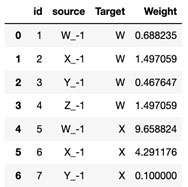 id source Target Weight
0 1 W_-1 W 0.688235
1 2 X_-1 W 1.497059
2 3 Y_-1 W 0.467647
3 4 Z_-1 W 1.497059
4 5 W_-1 X 9.658824
5 6 X_-1 X 4.291176
6 7 Y_-1 X 0.100000